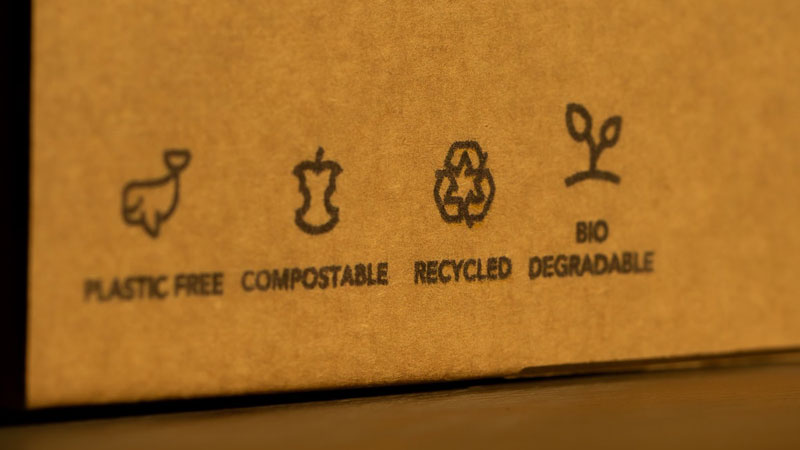 PLASTIC FREE
COMPOSTABLE
RECYCLED
BIO
DEGRADABLE